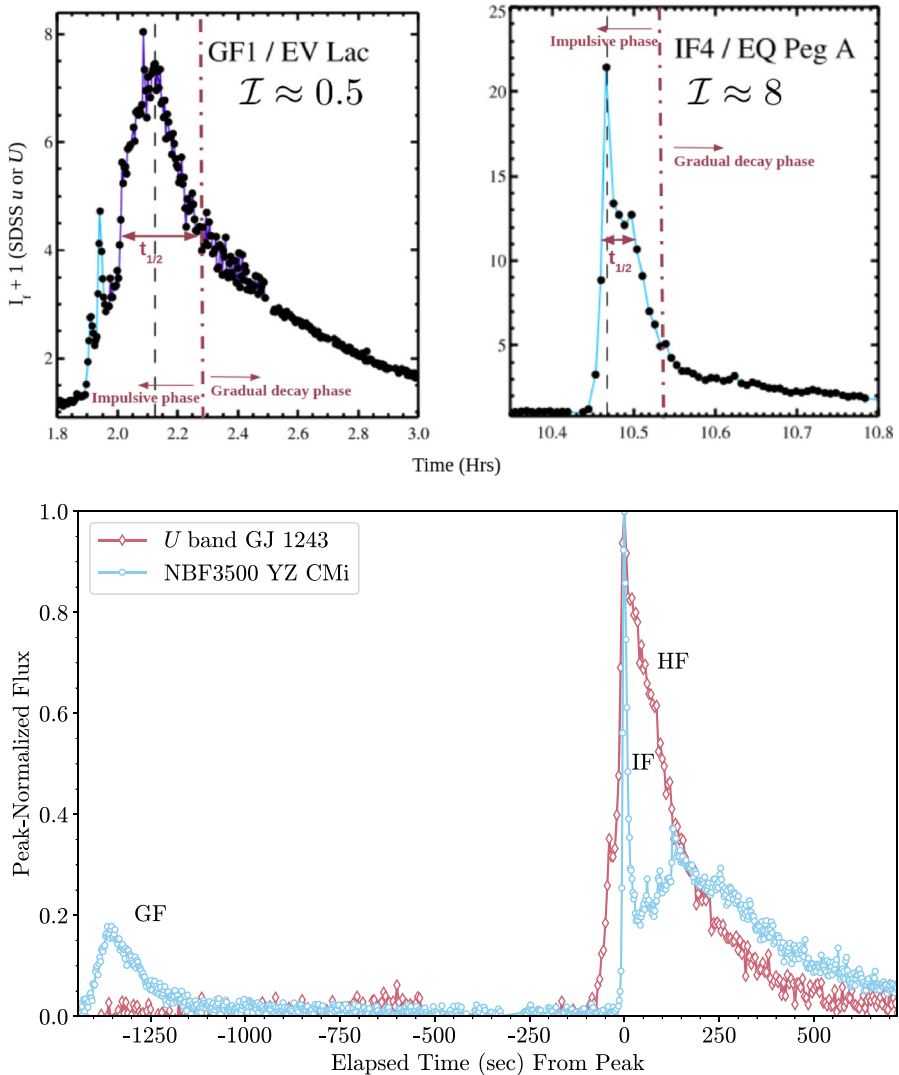 GF1 / EV Lac
I ≈ 0.5
t1/2
Impulsive phase
Gradual decay phase
If + 1 (SDSS u or U)
8
6
4
2
1.8 2.0 2.2 2.4 2.6 2.8 3.0
Impulsive phase
IF4 / EQ Peg A
I ≈ 8
Gradual decay phase
t1/2
25
20
15
10
5
10.4 10.5 10.6 10.7 10.8
Time (Hrs)
U band GJ 1243
NBF3500 YZ CMi
HF
IF
GF
Peak-Normalized Flux
1.0
0.8
0.6
0.4
0.2
0.0
-1250 -1000 -750 -500 -250 0 250 500
Elapsed Time (sec) From Peak